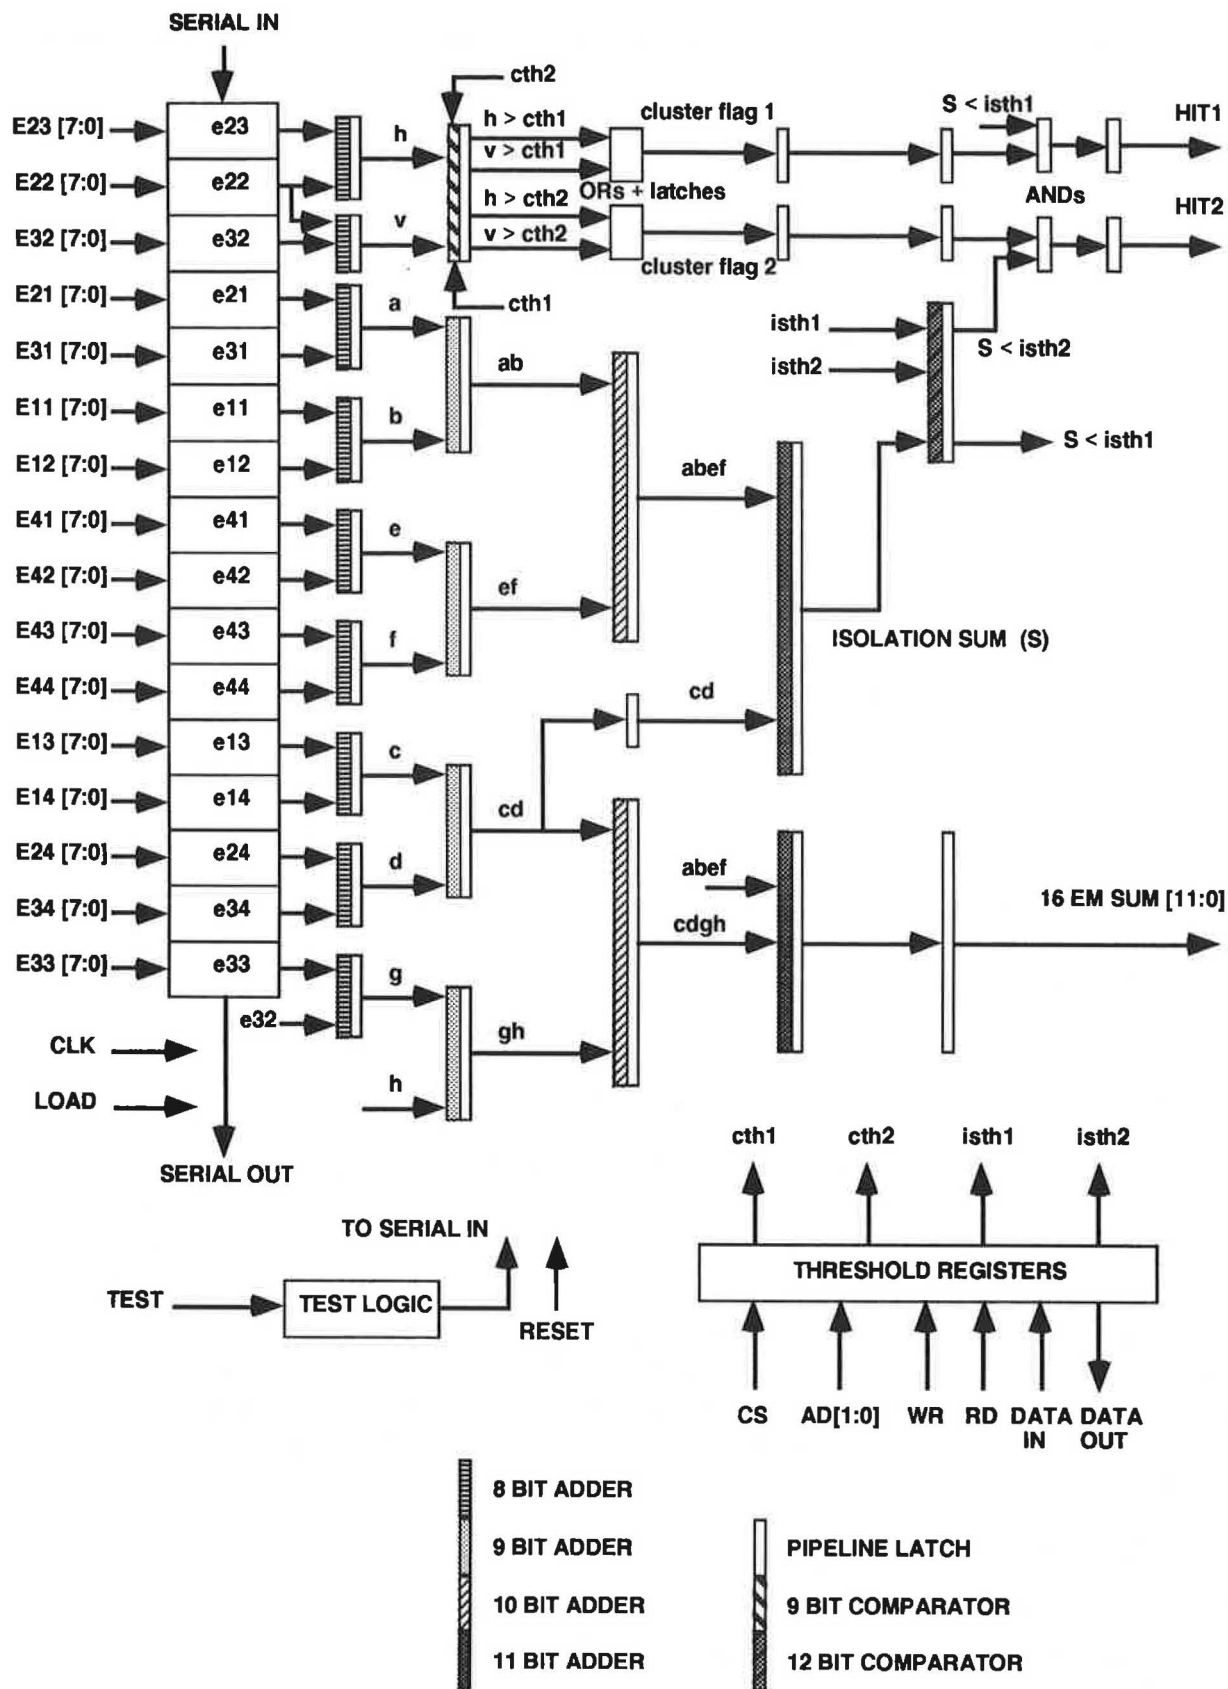 SERIAL IN
E23 [7:0]
E22 [7:0]
E32 [7:0]
E21 [7:0]
E31 [7:0]
E11 [7:0]
E12 [7:0]
E41 [7:0]
E42 [7:0]
E43 [7:0]
E44 [7:0]
E13 [7:0]
E14 [7:0]
E24 [7:0]
E34 [7:0]
E33 [7:0]
e23
e22
e32
e21
e31
e11
e12
e41
e42
e43
e44
e13
e14
e24
e34
e33
e32
CLK
LOAD
SERIAL OUT
h
v
a
b
e
f
c
d
g
h
cth2
cth1
h > cth1
v > cth1
h > cth2
v > cth2
ORs + latches
cluster flag 1
cluster flag 2
S < isth1
ANDs
HIT1
HIT2
isth1
isth2
S < isth2
S < isth1
ab
ef
cd
gh
abef
cd
ISOLATION SUM (S)
abef
cdgh
16 EM SUM [11:0]
TO SERIAL IN
TEST
TEST LOGIC
RESET
cth1
cth2
isth1
isth2
THRESHOLD REGISTERS
CS
AD[1:0]
WR
RD
DATA IN
DATA OUT
8 BIT ADDER
9 BIT ADDER
10 BIT ADDER
11 BIT ADDER
PIPELINE LATCH
9 BIT COMPARATOR
12 BIT COMPARATOR